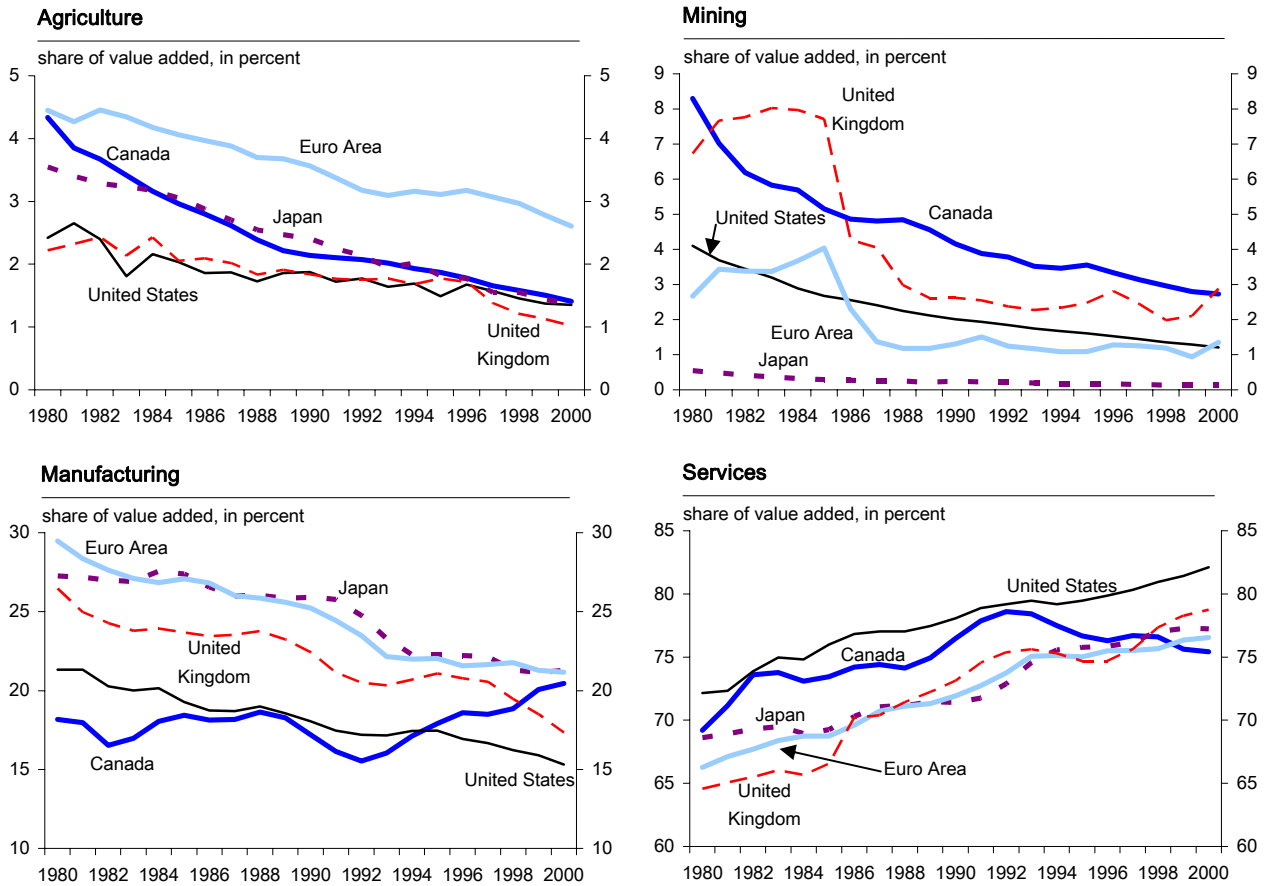 Agriculture
share of value added, in percent
5 5
4 4
3 3
2 2
1 1
0 0
Canada
Euro Area
Japan
United States
United
Kingdom
1980 1982 1984 1986 1988 1990 1992 1994 1996 1998 2000
Mining
share of value added, in percent
9 9
8 8
7 7
6 6
5 5
4 4
3 3
2 2
1 1
0 0
United
Kingdom
United States
Canada
Euro Area
Japan
1980 1982 1984 1986 1988 1990 1992 1994 1996 1998 2000
Manufacturing
share of value added, in percent
30 30
25 25
20 20
15 15
10 10
Euro Area
Japan
United
Kingdom
Canada
United States
1980 1982 1984 1986 1988 1990 1992 1994 1996 1998 2000
Services
share of value added, in percent
85 85
80 80
75 75
70 70
65 65
60 60
United States
Canada
Japan
Euro Area
United
Kingdom
1980 1982 1984 1986 1988 1990 1992 1994 1996 1998 2000